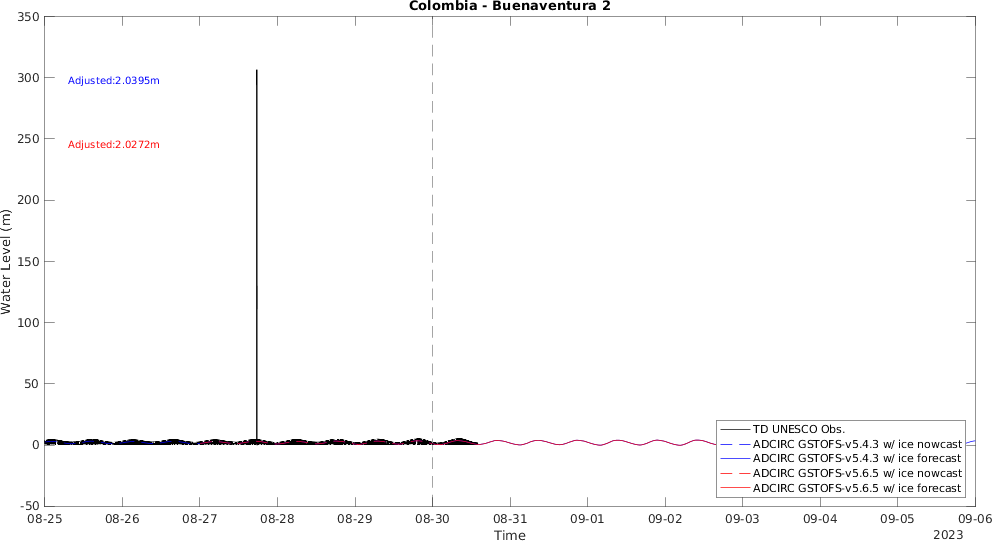 Colombia - Buenaventura 2
350
300
250
200
150
100
50
0
-50
Water Level (m)
Adjusted:2.0395m
Adjusted:2.0272m
TD UNESCO Obs.
ADCIRC GSTOFS-v5.4.3 w/ ice nowcast
ADCIRC GSTOFS-v5.4.3 w/ ice forecast
ADCIRC GSTOFS-v5.6.5 w/ ice nowcast
ADCIRC GSTOFS-v5.6.5 w/ ice forecast
08-25 08-26 08-27 08-28 08-29 08-30 08-31 09-01 09-02 09-03 09-04 09-05 09-06
Time
2023